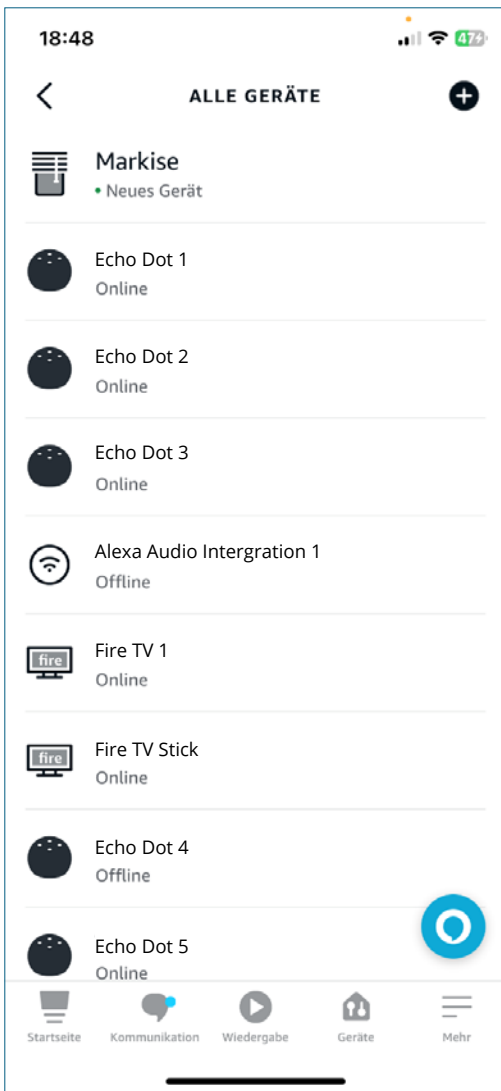 18:48
47
ALLE GERÄTE
Markise
• Neues Gerät
Echo Dot 1
Online
Echo Dot 2
Online
Echo Dot 3
Online
Alexa Audio Intergration 1
Offline
fire
Fire TV 1
Online
fire
Fire TV Stick
Online
Echo Dot 4
Offline
Echo Dot 5
Online
Startseite Kommunikation Wiedergabe Geräte Mehr